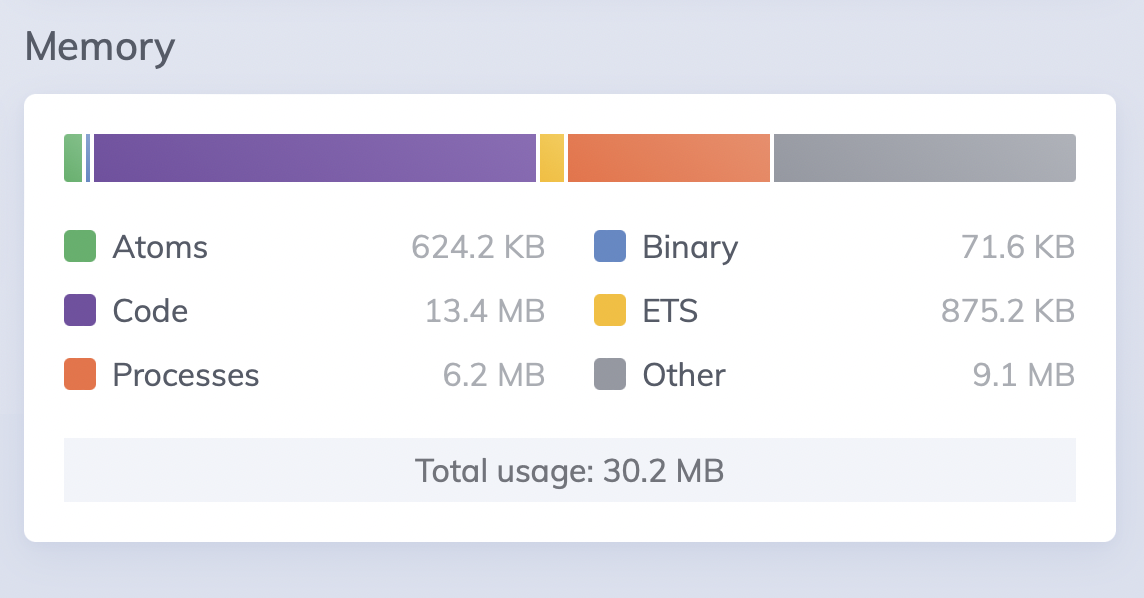 Memory
Atoms 624.2 KB Binary 71.6 KB
Code 13.4 MB ETS 875.2 KB
Processes 6.2 MB Other 9.1 MB
Total usage: 30.2 MB